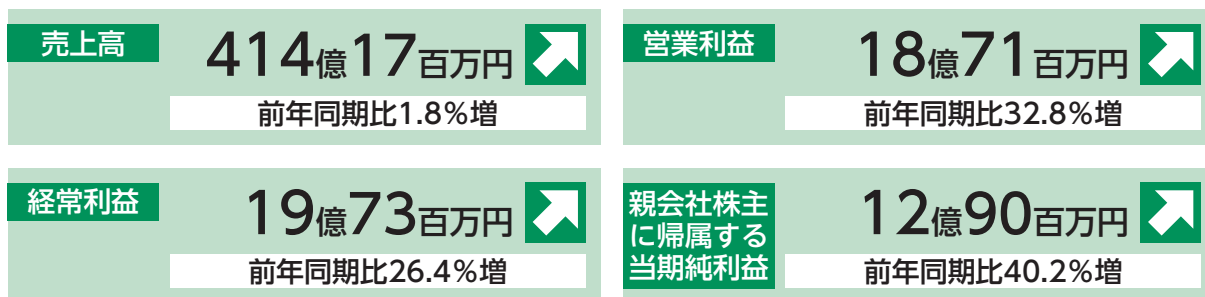 売上高
414億17百万円
前年同期比1.8%増
営業利益
18億71百万円
前年同期比32.8%増
経常利益
19億73百万円
前年同期比26.4%増
親会社株主
に帰属する
当期純利益
12億90百万円
前年同期比40.2%増